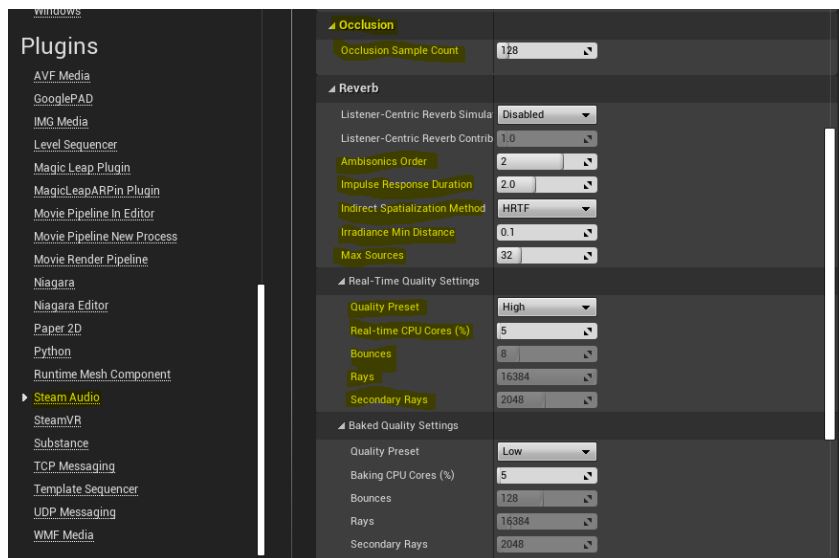 Windows
Plugins
AVF Media
GooglePAD
IMG Media
Level Sequencer
Magic Leap Plugin
MagicLeapARPin Plugin
Movie Pipeline In Editor
Movie Pipeline New Process
Movie Render Pipeline
Niagara
Niagara Editor
Paper 2D
Python
Runtime Mesh Component
Steam Audio
SteamVR
Substance
TCP Messaging
Template Sequencer
UDP Messaging
WMF Media
Occlusion
Occlusion Sample Count 128
Reverb
Listener-Centric Reverb Simula Disabled
Listener-Centric Reverb Contrib 1.0
Ambisonics Order 2
Impulse Response Duration 2.0
Indirect Spatialization Method HRTF
Irradiance Min Distance 0.1
Max Sources 32
Real-Time Quality Settings
Quality Preset High
Real-time CPU Cores (%) 5
Bounces 8
Rays 16384
Secondary Rays 2048
Baked Quality Settings
Quality Preset Low
Baking CPU Cores (%) 5
Bounces 128
Rays 16384
Secondary Rays 2048